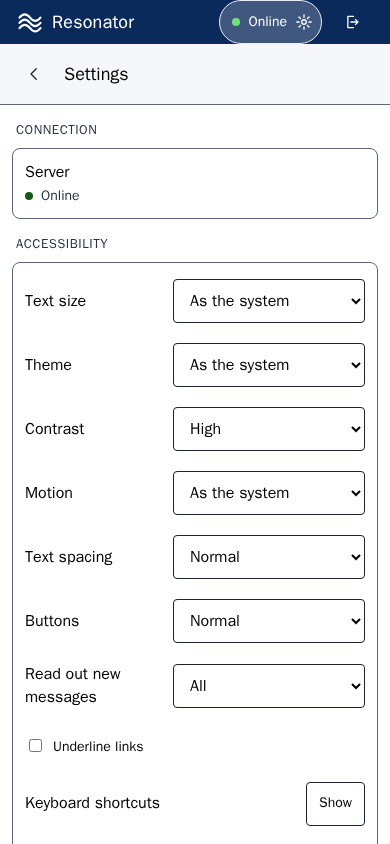 Resonator
Online
Settings
CONNECTION
Server
Online
ACCESSIBILITY
Text size
As the system
Theme
As the system
Contrast
High
Motion
As the system
Text spacing
Normal
Buttons
Normal
Read out new
messages
All
Underline links
Keyboard shortcuts
Show